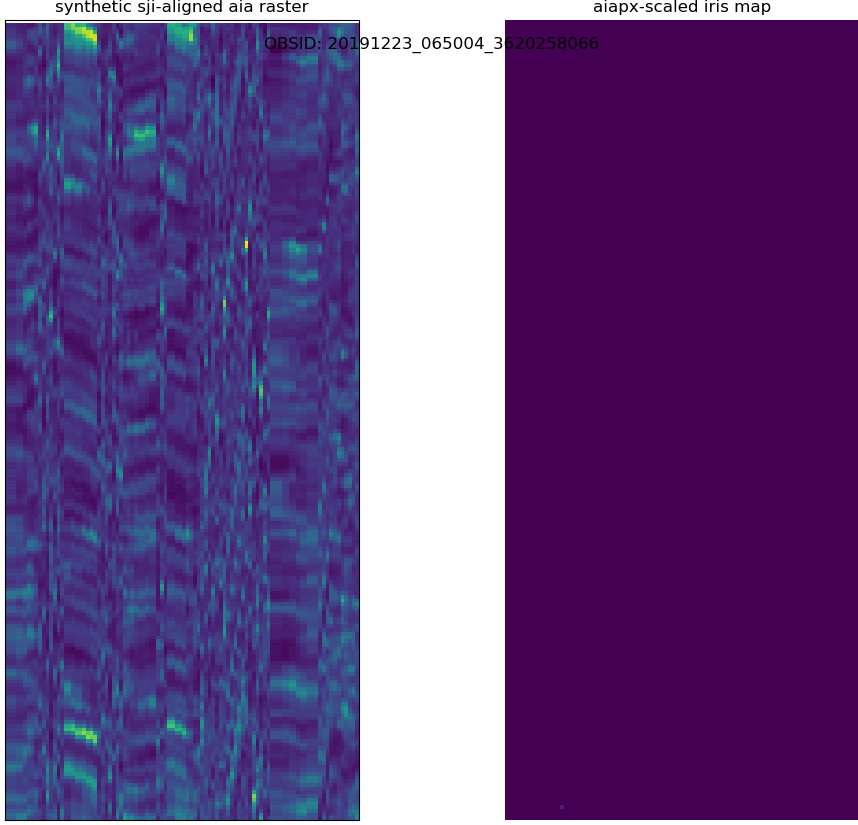 synthetic sji-aligned aia raster
aiapx-scaled iris map
OBSID: 20191223_065004_3620258066